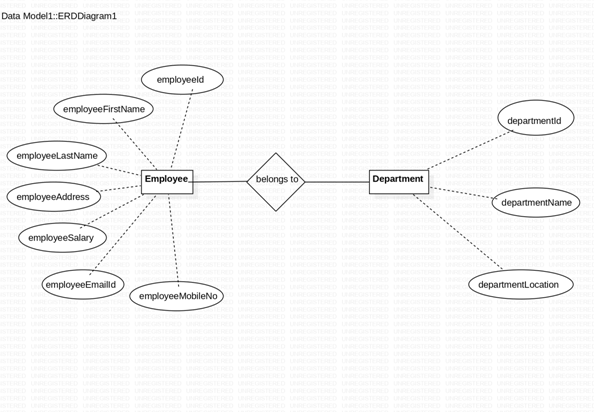 Data Model1::ERDDiagram1
employeeId
employeeFirstName
employeeLastName
employeeAddress
employeeSalary
employeeEmailId
employeeMobileNo
Employee
belongs to
Department
departmentId
departmentName
departmentLocation